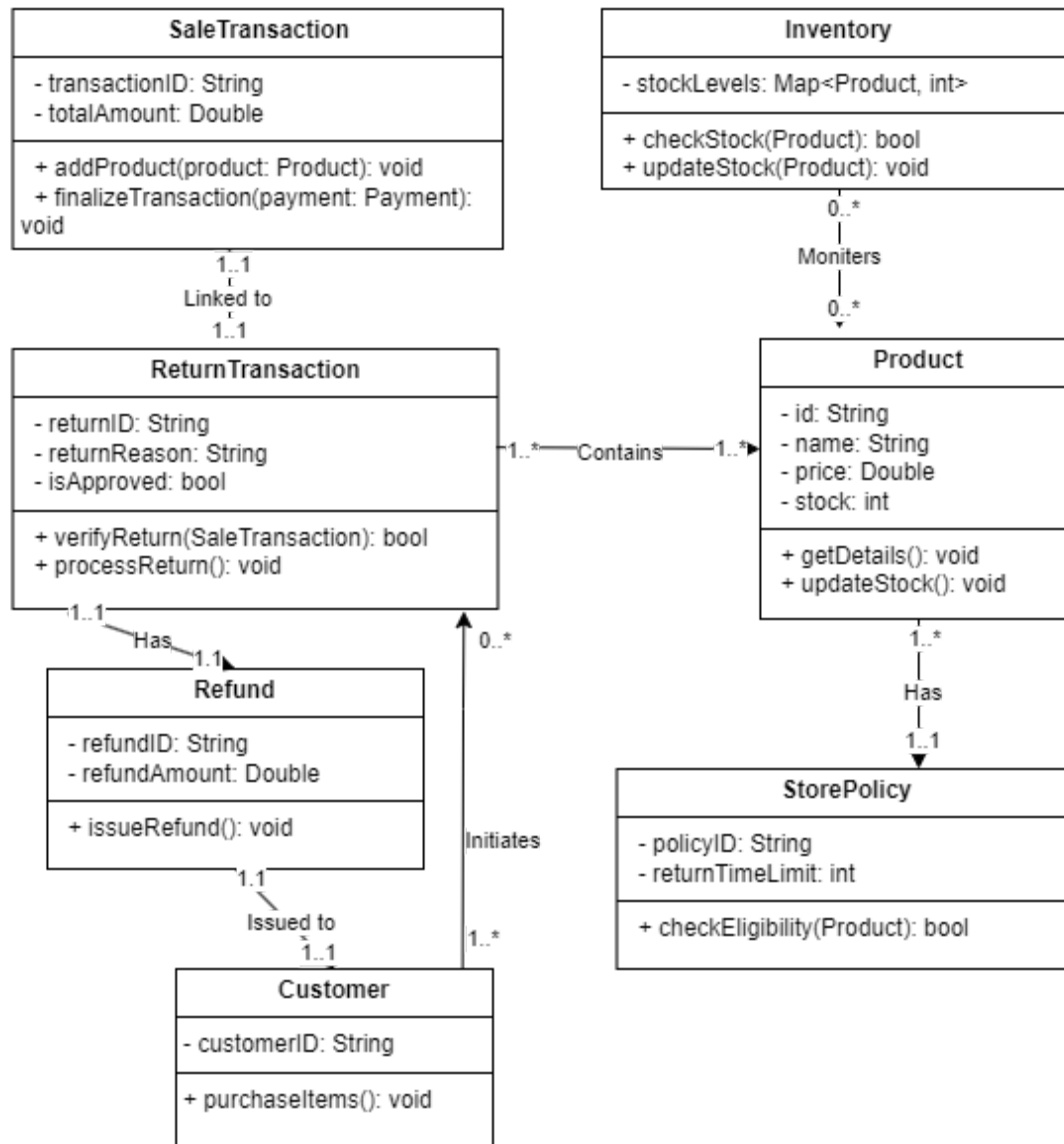 SaleTransaction
- transactionID: String
- totalAmount: Double
+ addProduct(product: Product): void
+ finalizeTransaction(payment: Payment):
void
1..1
Linked to
1..1
Inventory
- stockLevels: Map<Product, int>
+ checkStock(Product): bool
+ updateStock(Product): void
0..*
Moniters
0..*
ReturnTransaction
- returnID: String
- returnReason: String
- isApproved: bool
+ verifyReturn(SaleTransaction): bool
+ processReturn(): void
1..*
Contains
1..*
Product
- id: String
- name: String
- price: Double
- stock: int
+ getDetails(): void
+ updateStock(): void
1..1
Has
1.1
0..*
Initiates
1..*
1..*
Has
1..1
Refund
- refundID: String
- refundAmount: Double
+ issueRefund(): void
1.1
Issued to
1..1
StorePolicy
- policyID: String
- returnTimeLimit: int
+ checkEligibility(Product): bool
Customer
- customerID: String
+ purchaseItems(): void